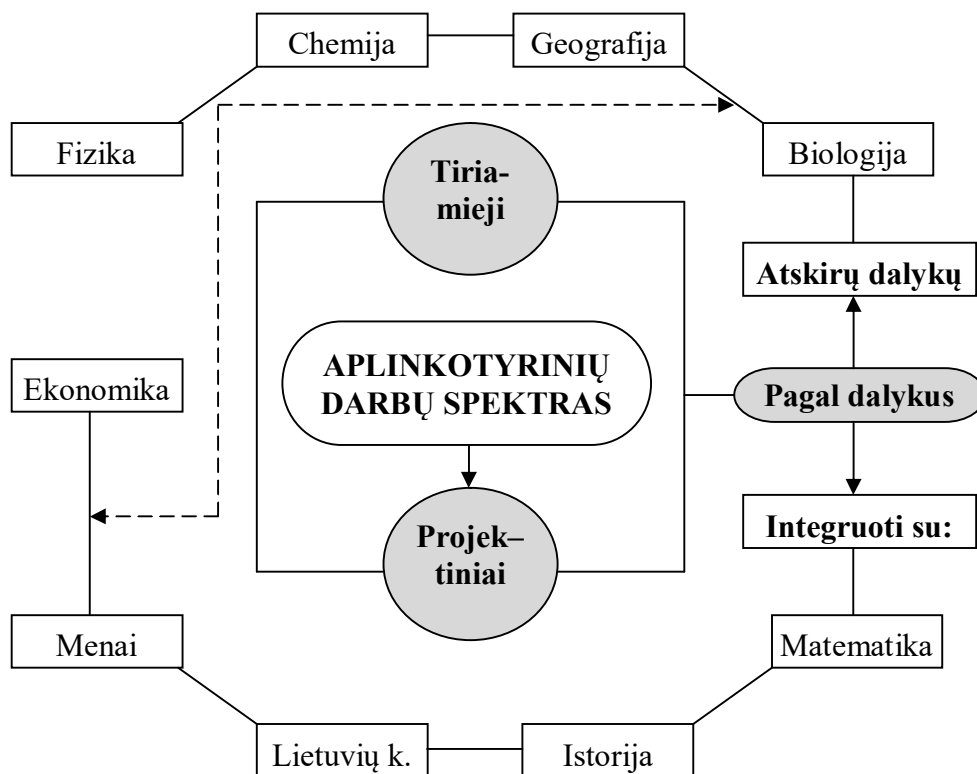 Chemija
Geografija
Fizika
Biologija
Tiria-
mieji
Atskirų dalykų
APLINKOTYRINIŲ
DARBŲ SPEKTRAS
Ekonomika
Pagal dalykus
Projek–
tiniai
Integruoti su:
Menai
Matematika
Lietuvių k.
Istorija